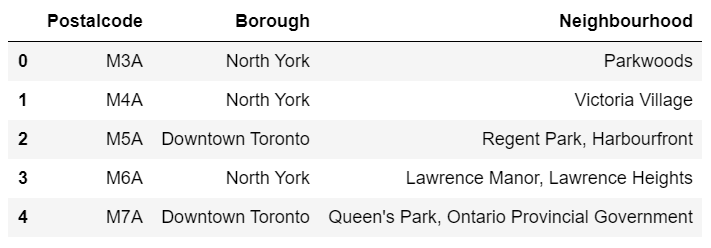 Postalcode Borough Neighbourhood
0 M3A North York Parkwoods
1 M4A North York Victoria Village
2 M5A Downtown Toronto Regent Park, Harbourfront
3 M6A North York Lawrence Manor, Lawrence Heights
4 M7A Downtown Toronto Queen's Park, Ontario Provincial Government